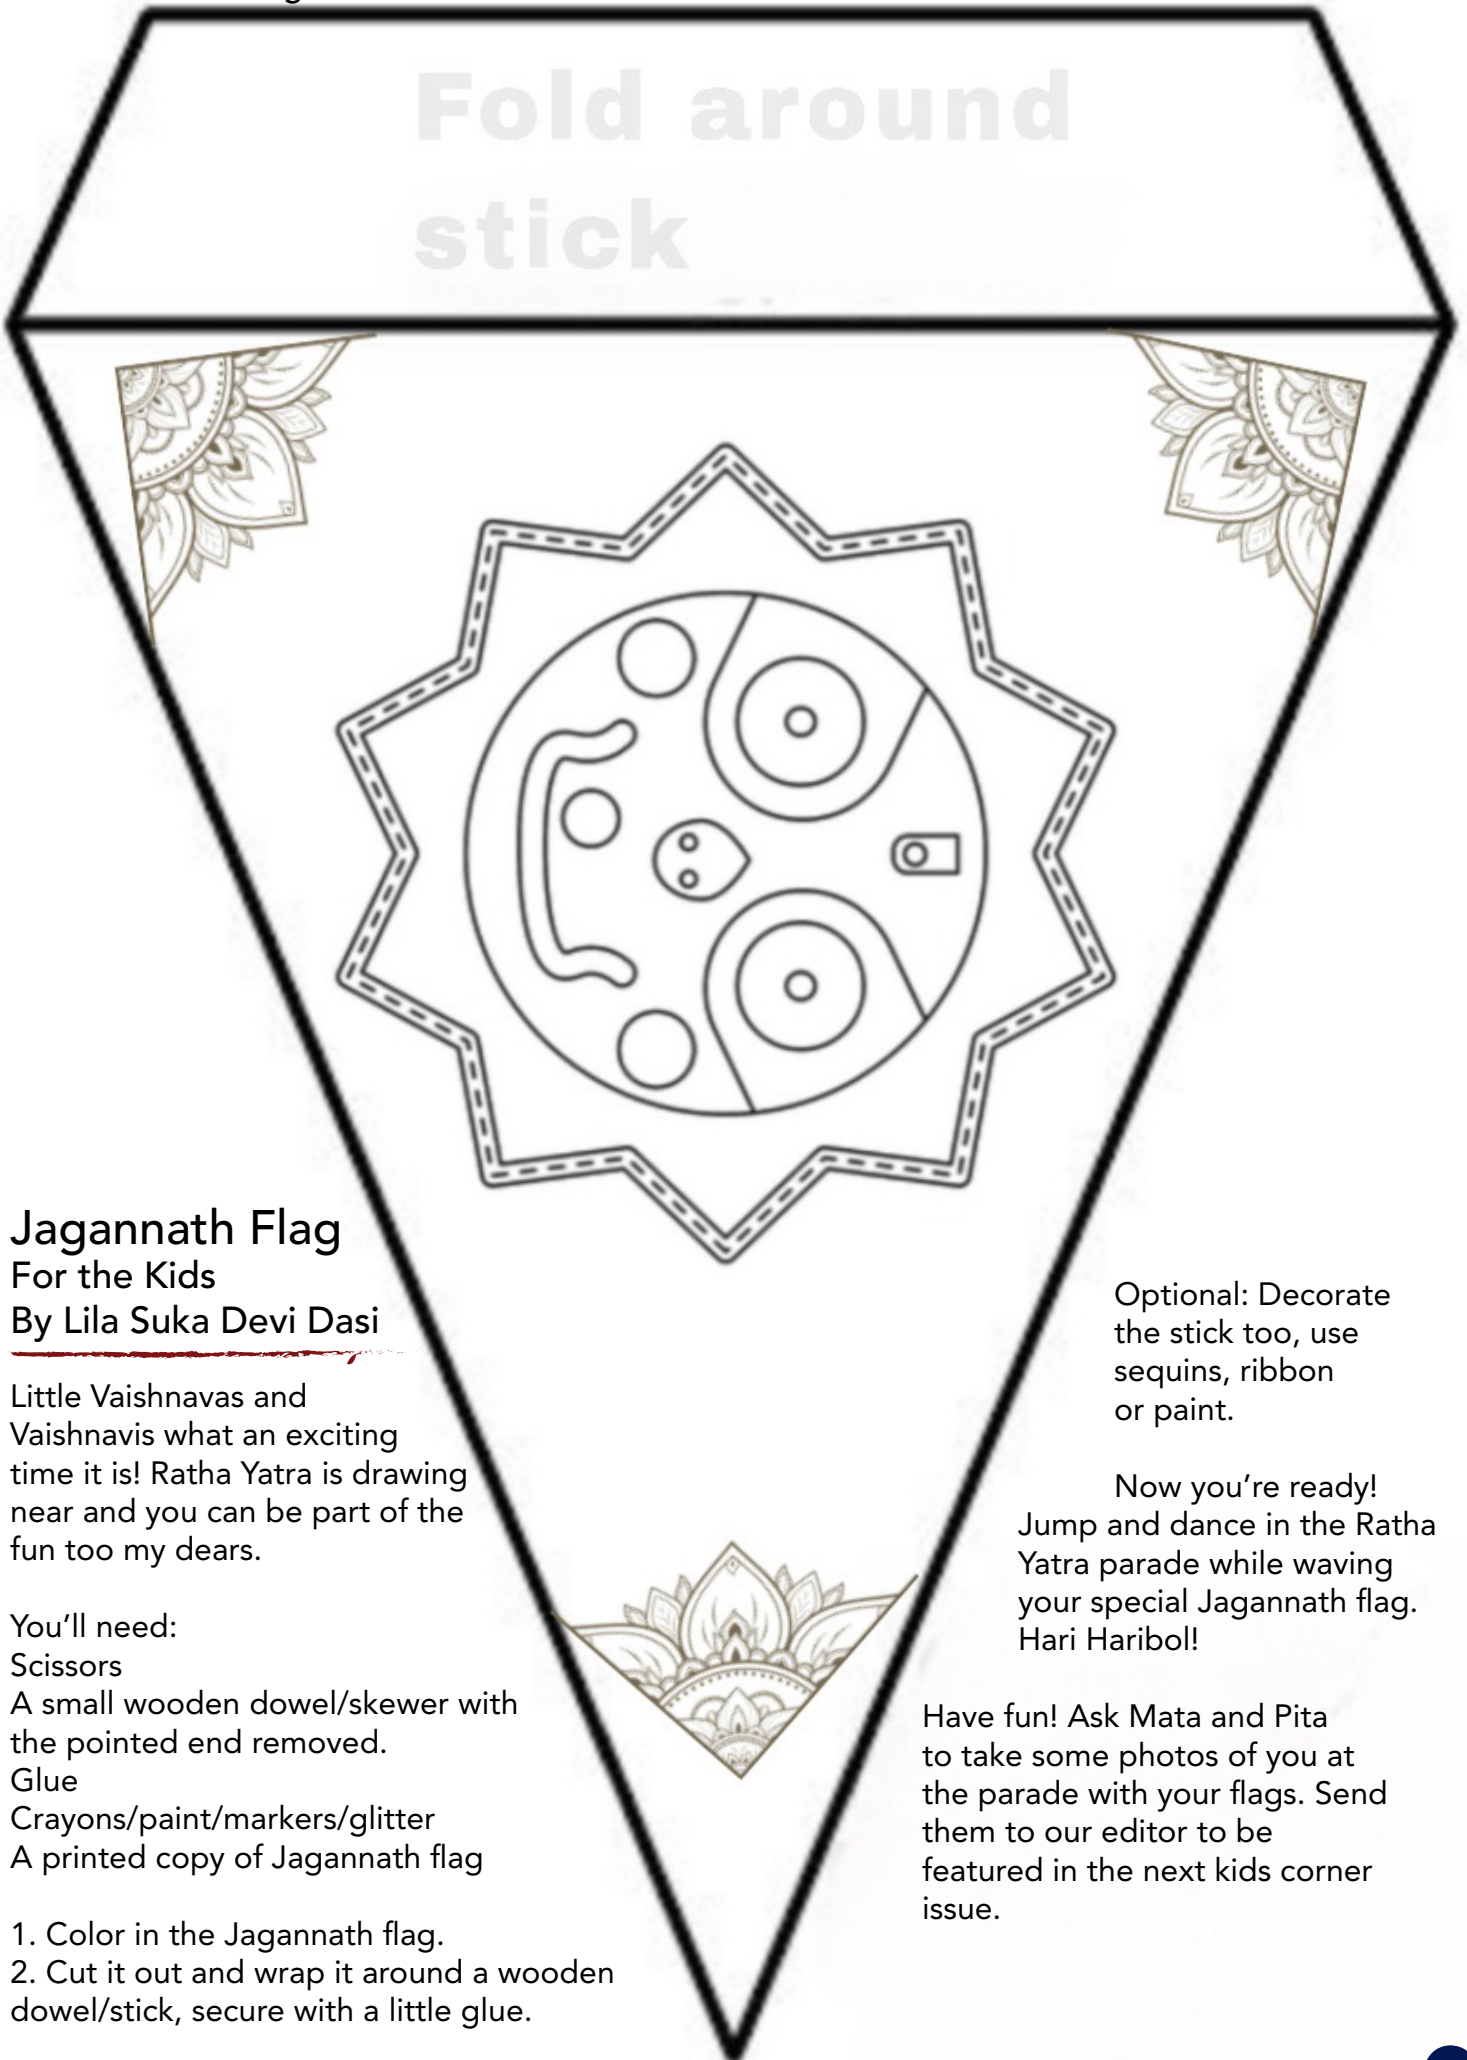 Fold around
stick
Jagannath Flag
For the Kids
By Lila Suka Devi Dasi
Little Vaishnavas and
Vaishnavis what an exciting
time it is! Ratha Yatra is drawing
near and you can be part of the
fun too my dears.
You’ll need:
Scissors
A small wooden dowel/skewer with
the pointed end removed.
Glue
Crayons/paint/markers/glitter
A printed copy of Jagannath flag
1. Color in the Jagannath flag.
2. Cut it out and wrap it around a wooden
dowel/stick, secure with a little glue.
Optional: Decorate
the stick too, use
sequins, ribbon
or paint.
Now you’re ready!
Jump and dance in the Ratha
Yatra parade while waving
your special Jagannath flag.
Hari Haribol!
Have fun! Ask Mata and Pita
to take some photos of you at
the parade with your flags. Send
them to our editor to be
featured in the next kids corner
issue.